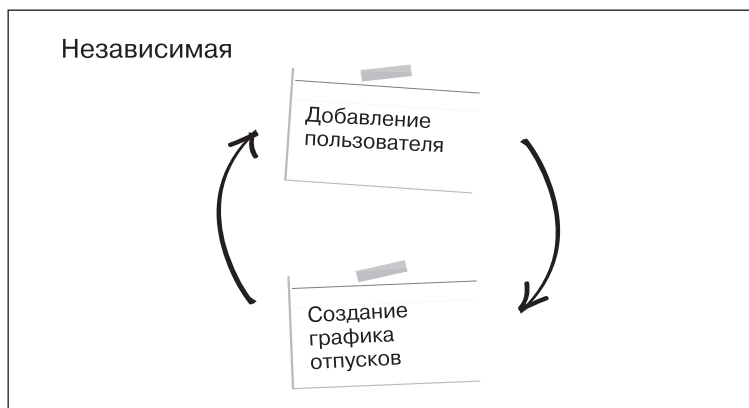 Независимая
Добавление
пользователя
Создание
графика
отпусков